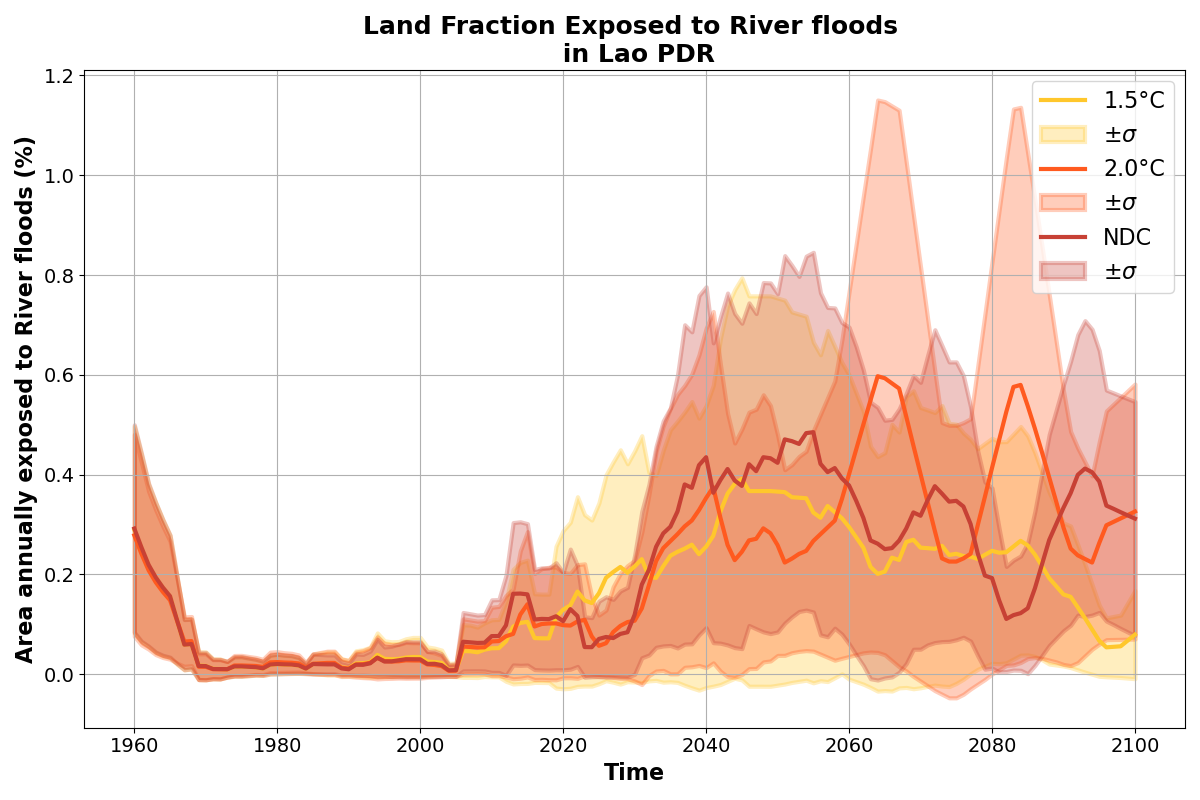 Land Fraction Exposed to River floods
in Lao PDR
Area annually exposed to River floods (%)
1.2
1.0
0.8
0.6
0.4
0.2
0.0
1.5°C
±σ
2.0°C
±σ
NDC
±σ
1960
1980
2000
2020
2040
2060
2080
2100
Time